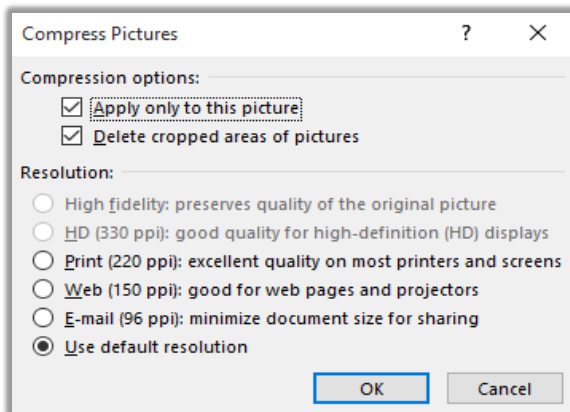 Compress Pictures ?
Compression options:
Apply only to this picture
Delete cropped areas of pictures
Resolution:
High fidelity: preserves quality of the original picture
HD (330 ppi): good quality for high-definition (HD) displays
Print (220 ppi): excellent quality on most printers and screens
Web (150 ppi): good for web pages and projectors
E-mail (96 ppi): minimize document size for sharing
Use default resolution
OK Cancel